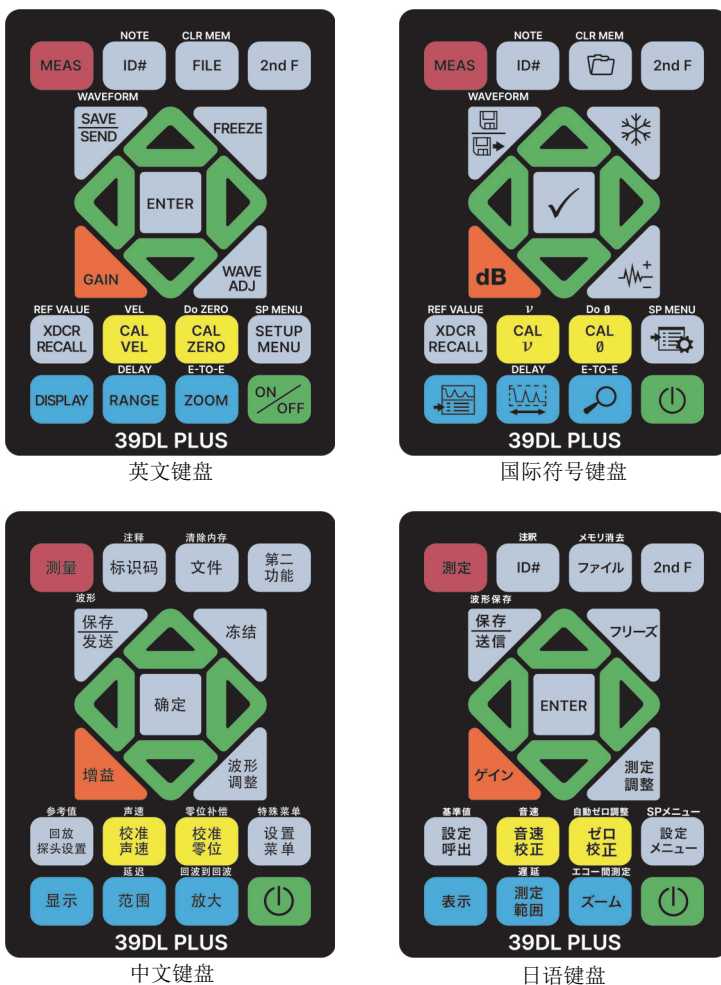 NOTE CLR MEM
MEAS ID# FILE 2nd F
WAVEFORM
SAVE
SEND
FREEZE
ENTER
GAIN
WAVE
ADJ
REF VALUE VEL Do ZERO SP MENU
XDCR
RECALL
CAL
VEL
CAL
ZERO
SETUP
MENU
DELAY E-TO-E
DISPLAY RANGE ZOOM ON/OFF
39DL PLUS
英文键盘
NOTE CLR MEM
MEAS ID# 2nd F
WAVEFORM
dB
REF VALUE ν Do Ø SP MENU
XDCR
RECALL
CAL
ν
CAL
Ø
DELAY E-TO-E
39DL PLUS
国际符号键盘
注释 清除内存
测量 标识码 文件 第二
功能
波形
保存
发送
冻结
确定
增益
波形
调整
参考值 声速 零位补偿 特殊菜单
回放
探头设置
校准
声速
校准
零位
设置
菜单
延迟 回波到回波
显示 范围 放大
39DL PLUS
中文键盘
注釈 メモリ消去
測定 ID# ファイル 2nd F
波形保存
保存
送信
フリーズ
ENTER
ゲイン
測定
調整
基準値 音速 自動ゼロ調整 SPメニュー
設定
呼出
音速
校正
ゼロ
校正
設定
メニュー
遅延 エコー間測定
表示 測定
範囲
ズーム
39DL PLUS
日语键盘